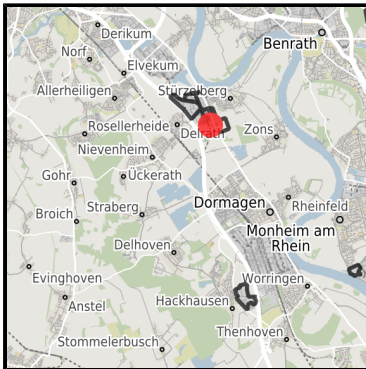 Derikum
Benrath
Norf
Elvekum
Allerheiligen
Stürzelberg
Rosellerheide
Delrath
Zons
Nievenheim
Gohr
Ückerath
Straberg
Dormagen
Rheinfeld
Broich
Monheim am
Rhein
Delhoven
Evinghoven
Worringen
Anstel
Hackhausen
Thenhoven
Stommelerbusch